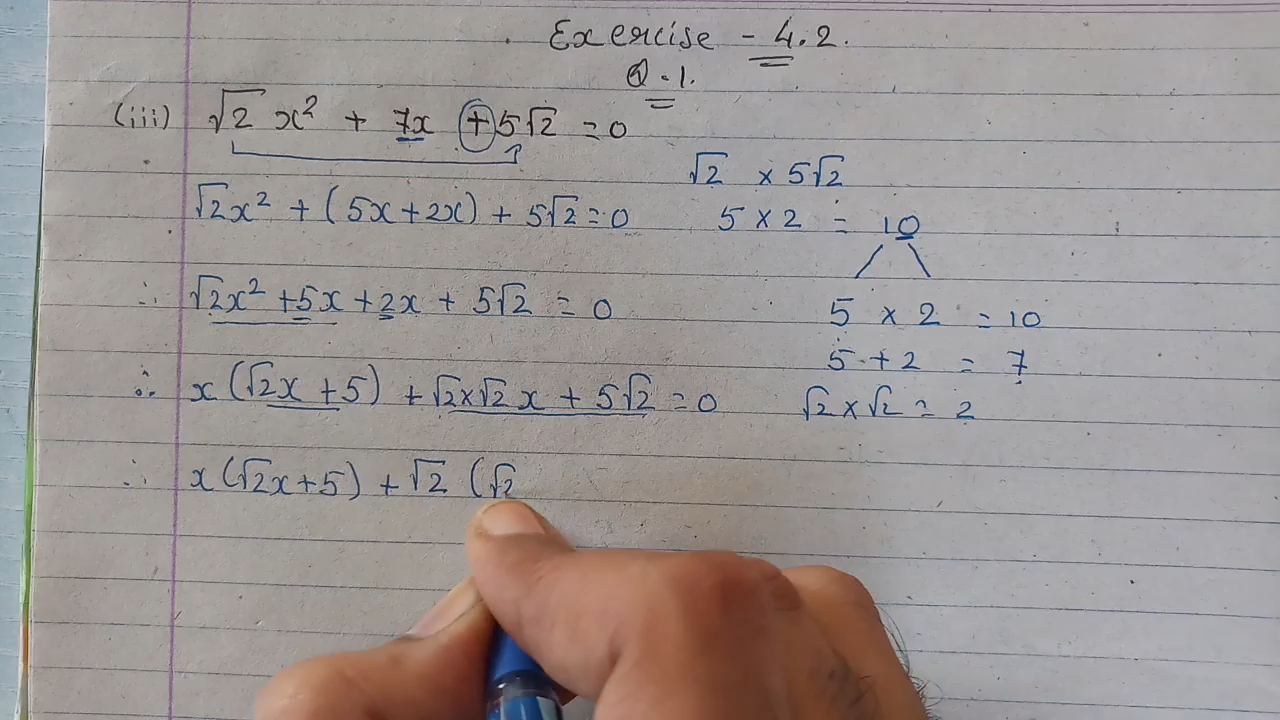 Exercise - 4.2.
Q.1.
(iii) √2 x² + 7x + 5√2 = 0
√2 × 5√2
√2x² + (5x+2x) + 5√2 = 0
5 × 2 = 10
∴ √2x² + 5x + 2x + 5√2 = 0
5 × 2 = 10
5 + 2 = 7
∴ x(√2x + 5) + √2×√2 x + 5√2 = 0
√2 × √2 = 2
∴ x(√2x+5) + √2 (√2